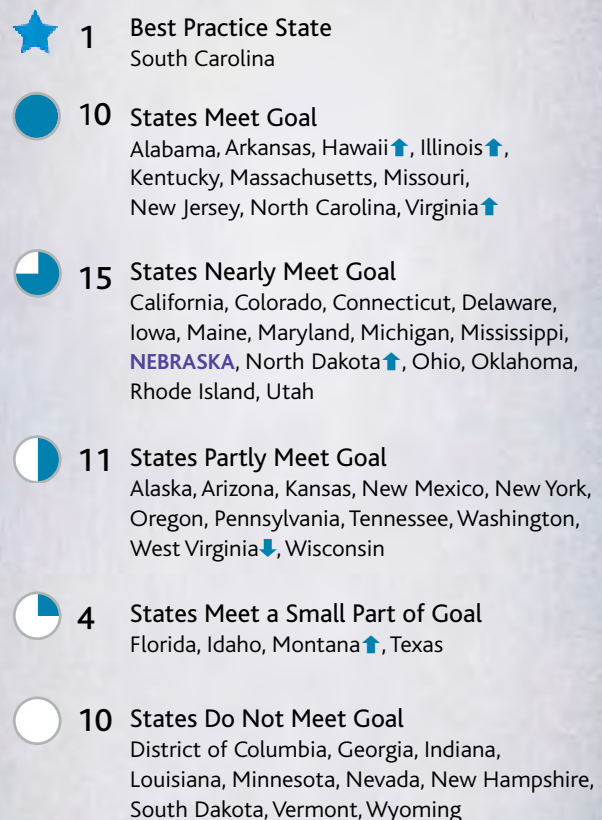 1 Best Practice State
South Carolina
10 States Meet Goal
Alabama, Arkansas, Hawaii⬆, Illinois⬆,
Kentucky, Massachusetts, Missouri,
New Jersey, North Carolina, Virginia⬆
15 States Nearly Meet Goal
California, Colorado, Connecticut, Delaware,
Iowa, Maine, Maryland, Michigan, Mississippi,
NEBRASKA, North Dakota⬆, Ohio, Oklahoma,
Rhode Island, Utah
11 States Partly Meet Goal
Alaska, Arizona, Kansas, New Mexico, New York,
Oregon, Pennsylvania, Tennessee, Washington,
West Virginia⬇, Wisconsin
4 States Meet a Small Part of Goal
Florida, Idaho, Montana⬆, Texas
10 States Do Not Meet Goal
District of Columbia, Georgia, Indiana,
Louisiana, Minnesota, Nevada, New Hampshire,
South Dakota, Vermont, Wyoming